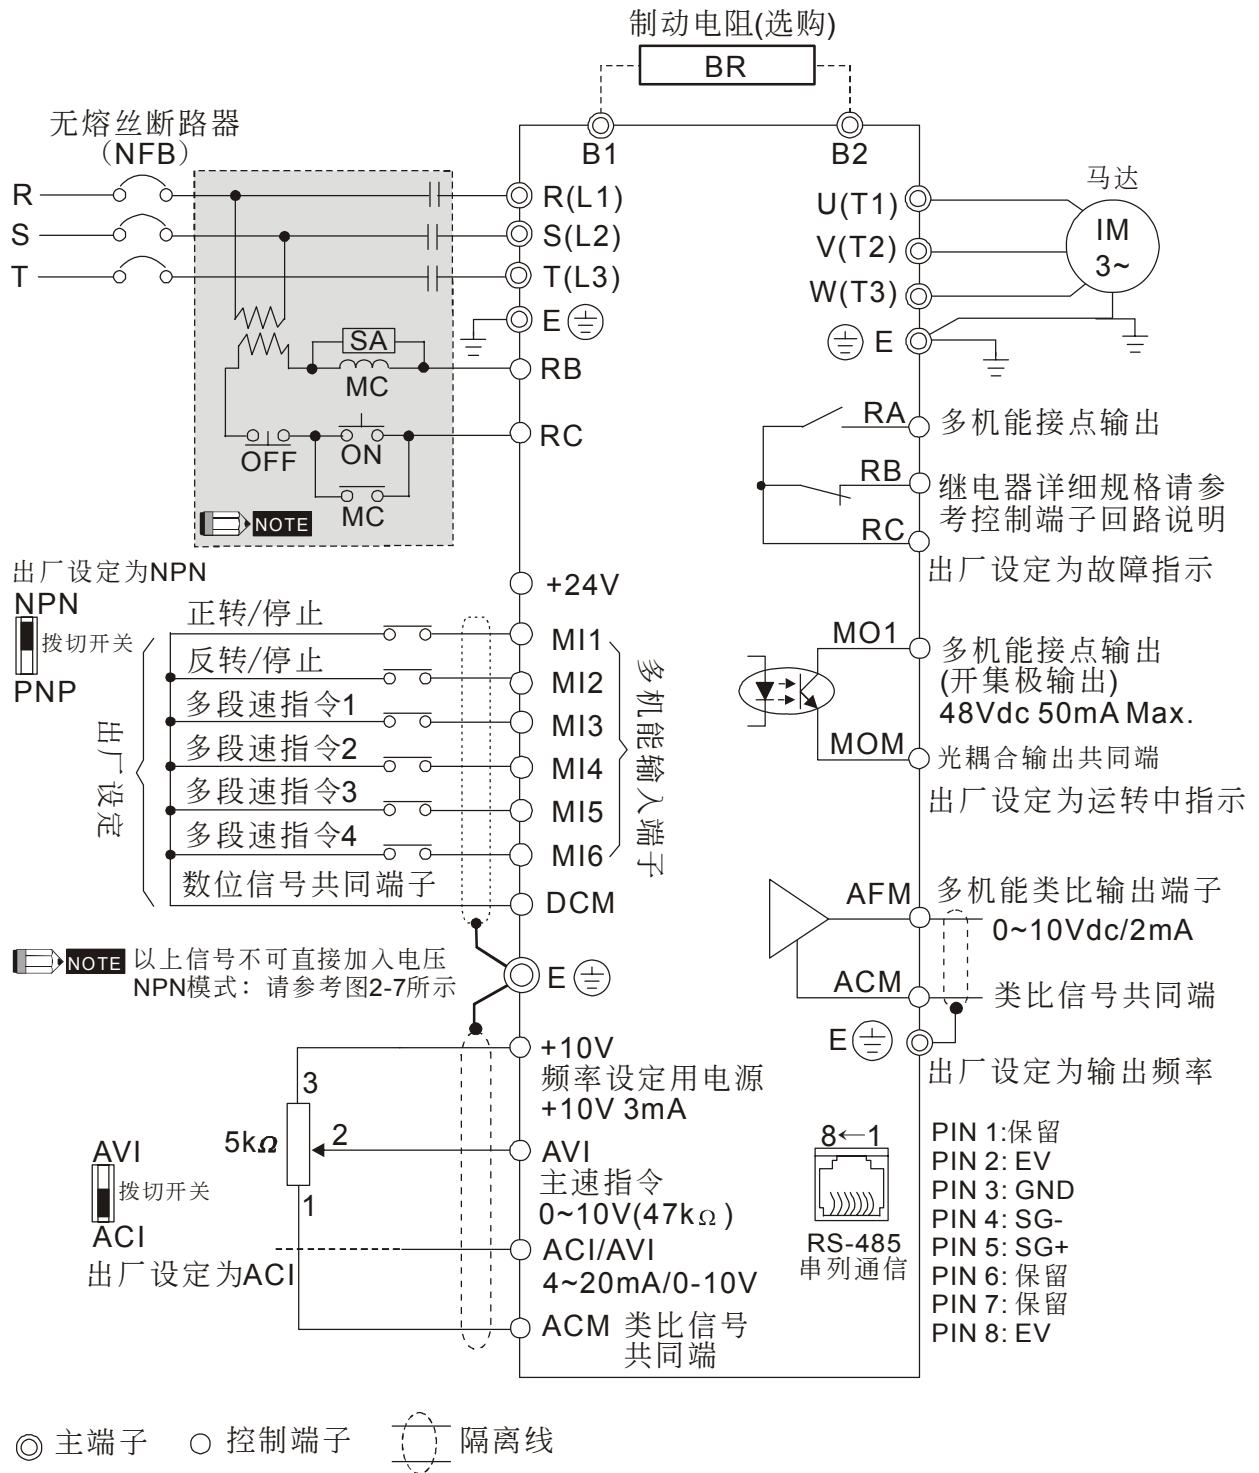 制动电阻(选购)
BR
无熔丝断路器
(NFB)
B1
B2
R
S
T
R(L1)
S(L2)
T(L3)
E
SA
MC
RB
OFF
ON
MC
RC
NOTE
U(T1)
V(T2)
W(T3)
E
马达
IM
3~
RA
多机能接点输出
RB
继电器详细规格请参
考控制端子回路说明
RC
出厂设定为故障指示
出厂设定为NPN
NPN
拨切开关
PNP
出厂设定
正转/停止
反转/停止
多段速指令1
多段速指令2
多段速指令3
多段速指令4
数位信号共同端子
+24V
MI1
MI2
MI3
MI4
MI5
MI6
DCM
多机能输入端子
MO1
多机能接点输出
(开集极输出)
48Vdc 50mA Max.
MOM
光耦合输出共同端
出厂设定为运转中指示
NOTE
以上信号不可直接加入电压
NPN模式：请参考图2-7所示
E
AFM
多机能类比输出端子
0~10Vdc/2mA
ACM
类比信号共同端
E
出厂设定为输出频率
+10V
频率设定用电源
+10V 3mA
3
5kΩ
2
1
AVI
主速指令
0~10V(47kΩ)
AVI
拨切开关
ACI
出厂设定为ACI
ACI/AVI
4~20mA/0-10V
ACM 类比信号
共同端
8←1
RS-485
串列通信
PIN 1:保留
PIN 2: EV
PIN 3: GND
PIN 4: SG-
PIN 5: SG+
PIN 6: 保留
PIN 7: 保留
PIN 8: EV
主端子
控制端子
隔离线